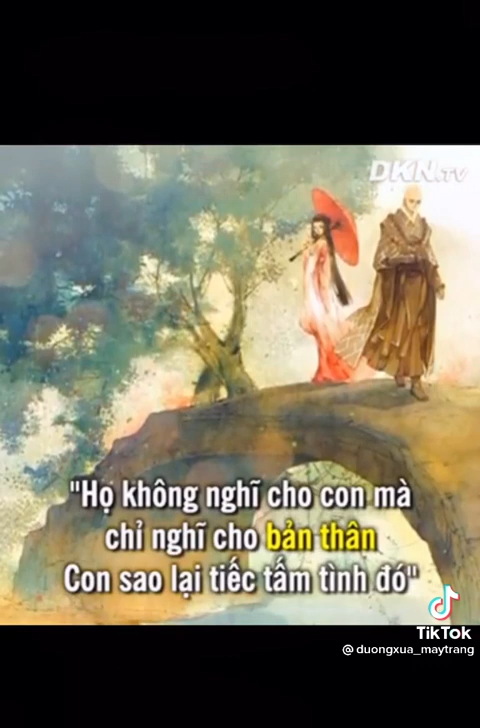 DKN.TV
"Họ không nghĩ cho con mà
chỉ nghĩ cho bản thân
Con sao lại tiếc tấm tình đó"
TikTok
@duongxua_maytrang